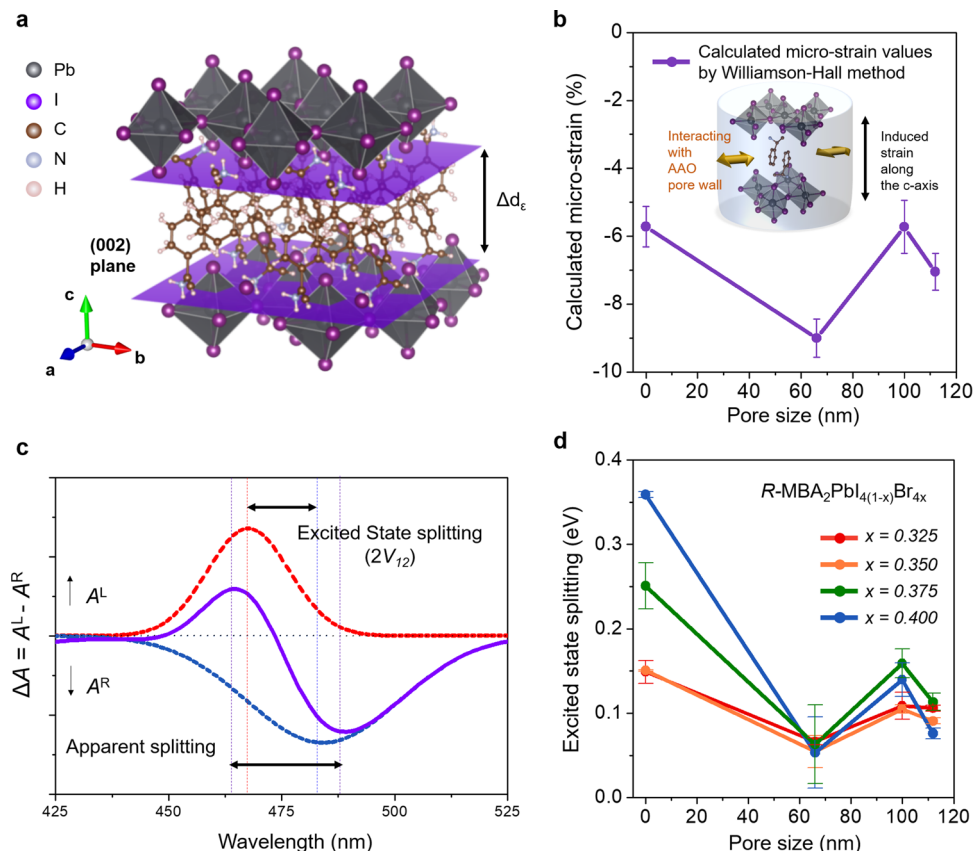 a
Pb
I
C
N
H
(002)
plane
c
a
b
Δdε
b
Calculated micro-strain (%)
0
-2
-4
-6
-8
-10
Calculated micro-strain values
by Williamson-Hall method
Interacting
with
AAO
pore wall
Induced
strain
along
the c-axis
0 20 40 60 80 100 120
Pore size (nm)
c
ΔA = A^L - A^R
A^L
A^R
Excited State splitting
(2V₁₂)
Apparent splitting
425 450 475 500 525
Wavelength (nm)
d
Excited state splitting (eV)
0.4
0.3
0.2
0.1
0.0
R-MBA₂PbI₄₍₁₋ₓ₎Br₄ₓ
x = 0.325
x = 0.350
x = 0.375
x = 0.400
0 20 40 60 80 100 120
Pore size (nm)